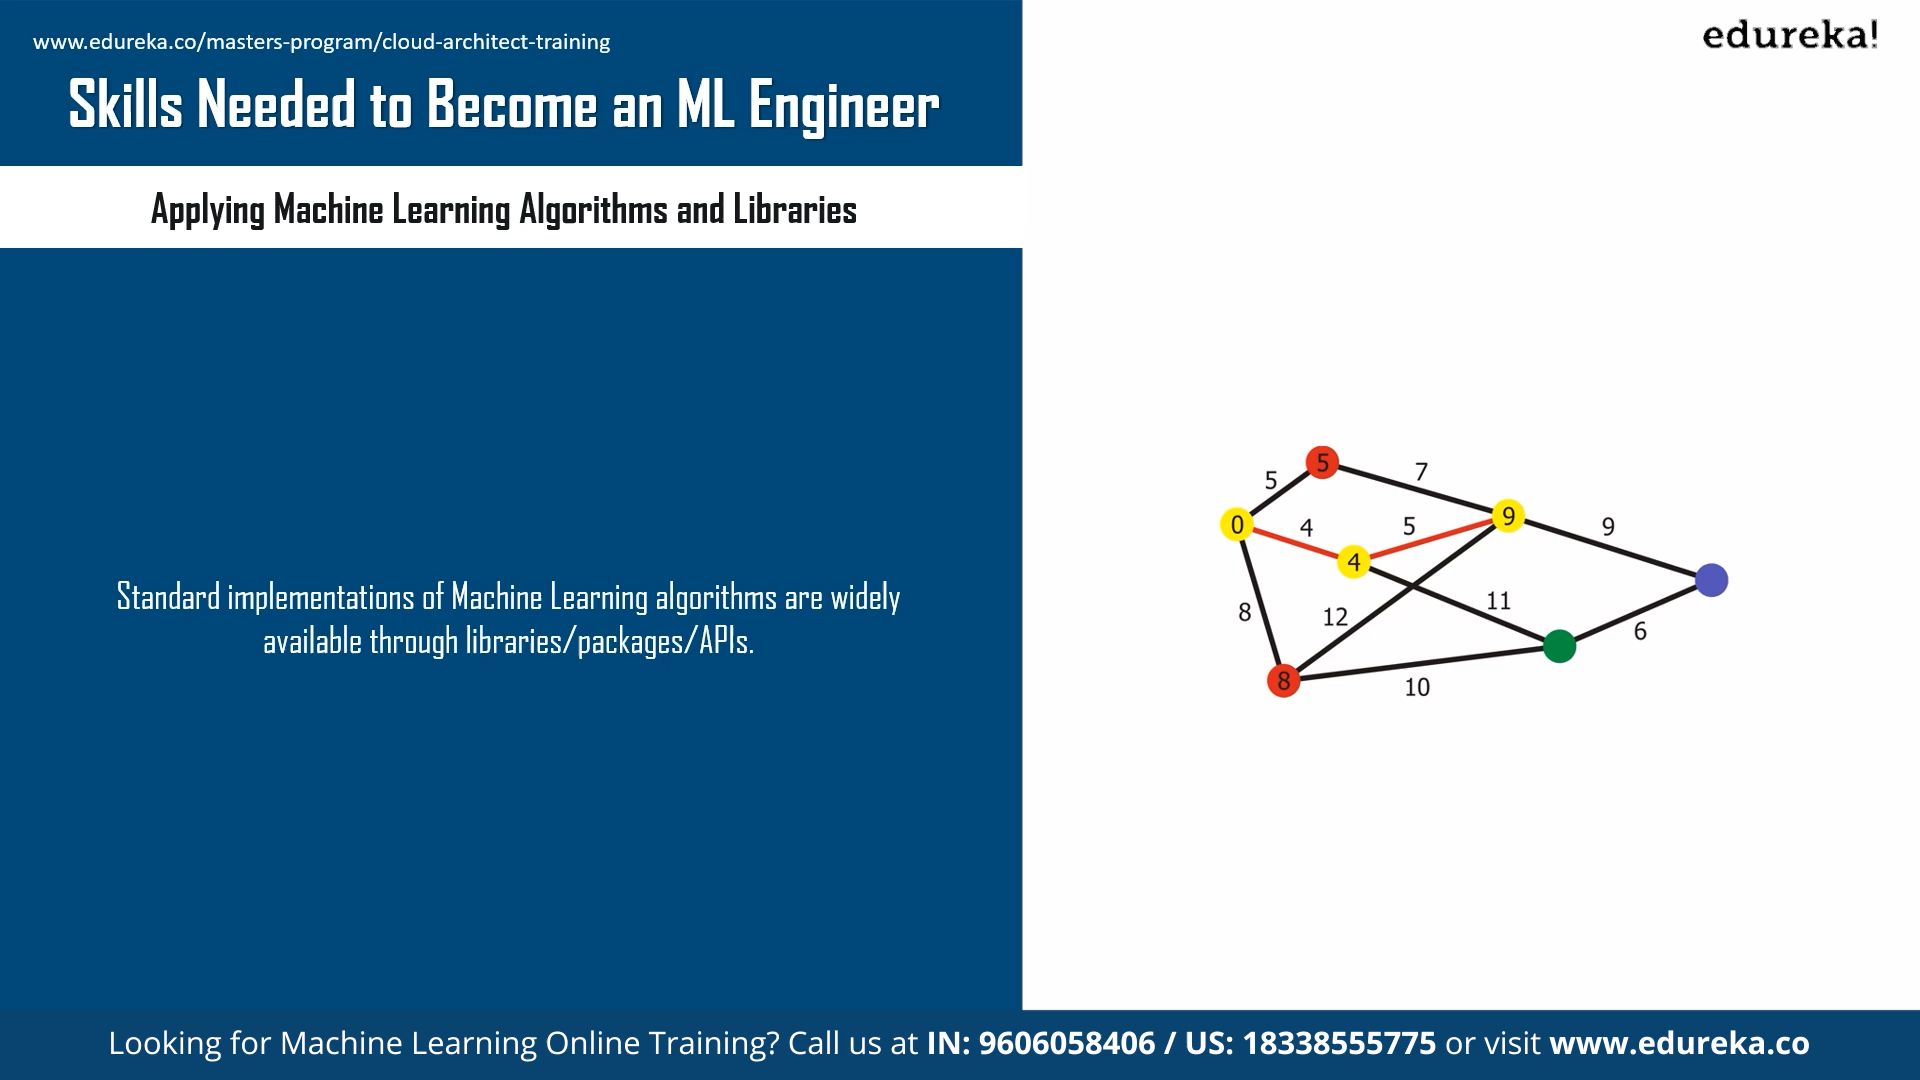 www.edureka.co/masters-program/cloud-architect-training
edureka!
Skills Needed to Become an ML Engineer
Applying Machine Learning Algorithms and Libraries
Standard implementations of Machine Learning algorithms are widely
available through libraries/packages/APIs.
5
5
7
0
4
5
9
9
4
8
12
11
6
8
10
Looking for Machine Learning Online Training? Call us at IN: 9606058406 / US: 18338555775 or visit www.edureka.co